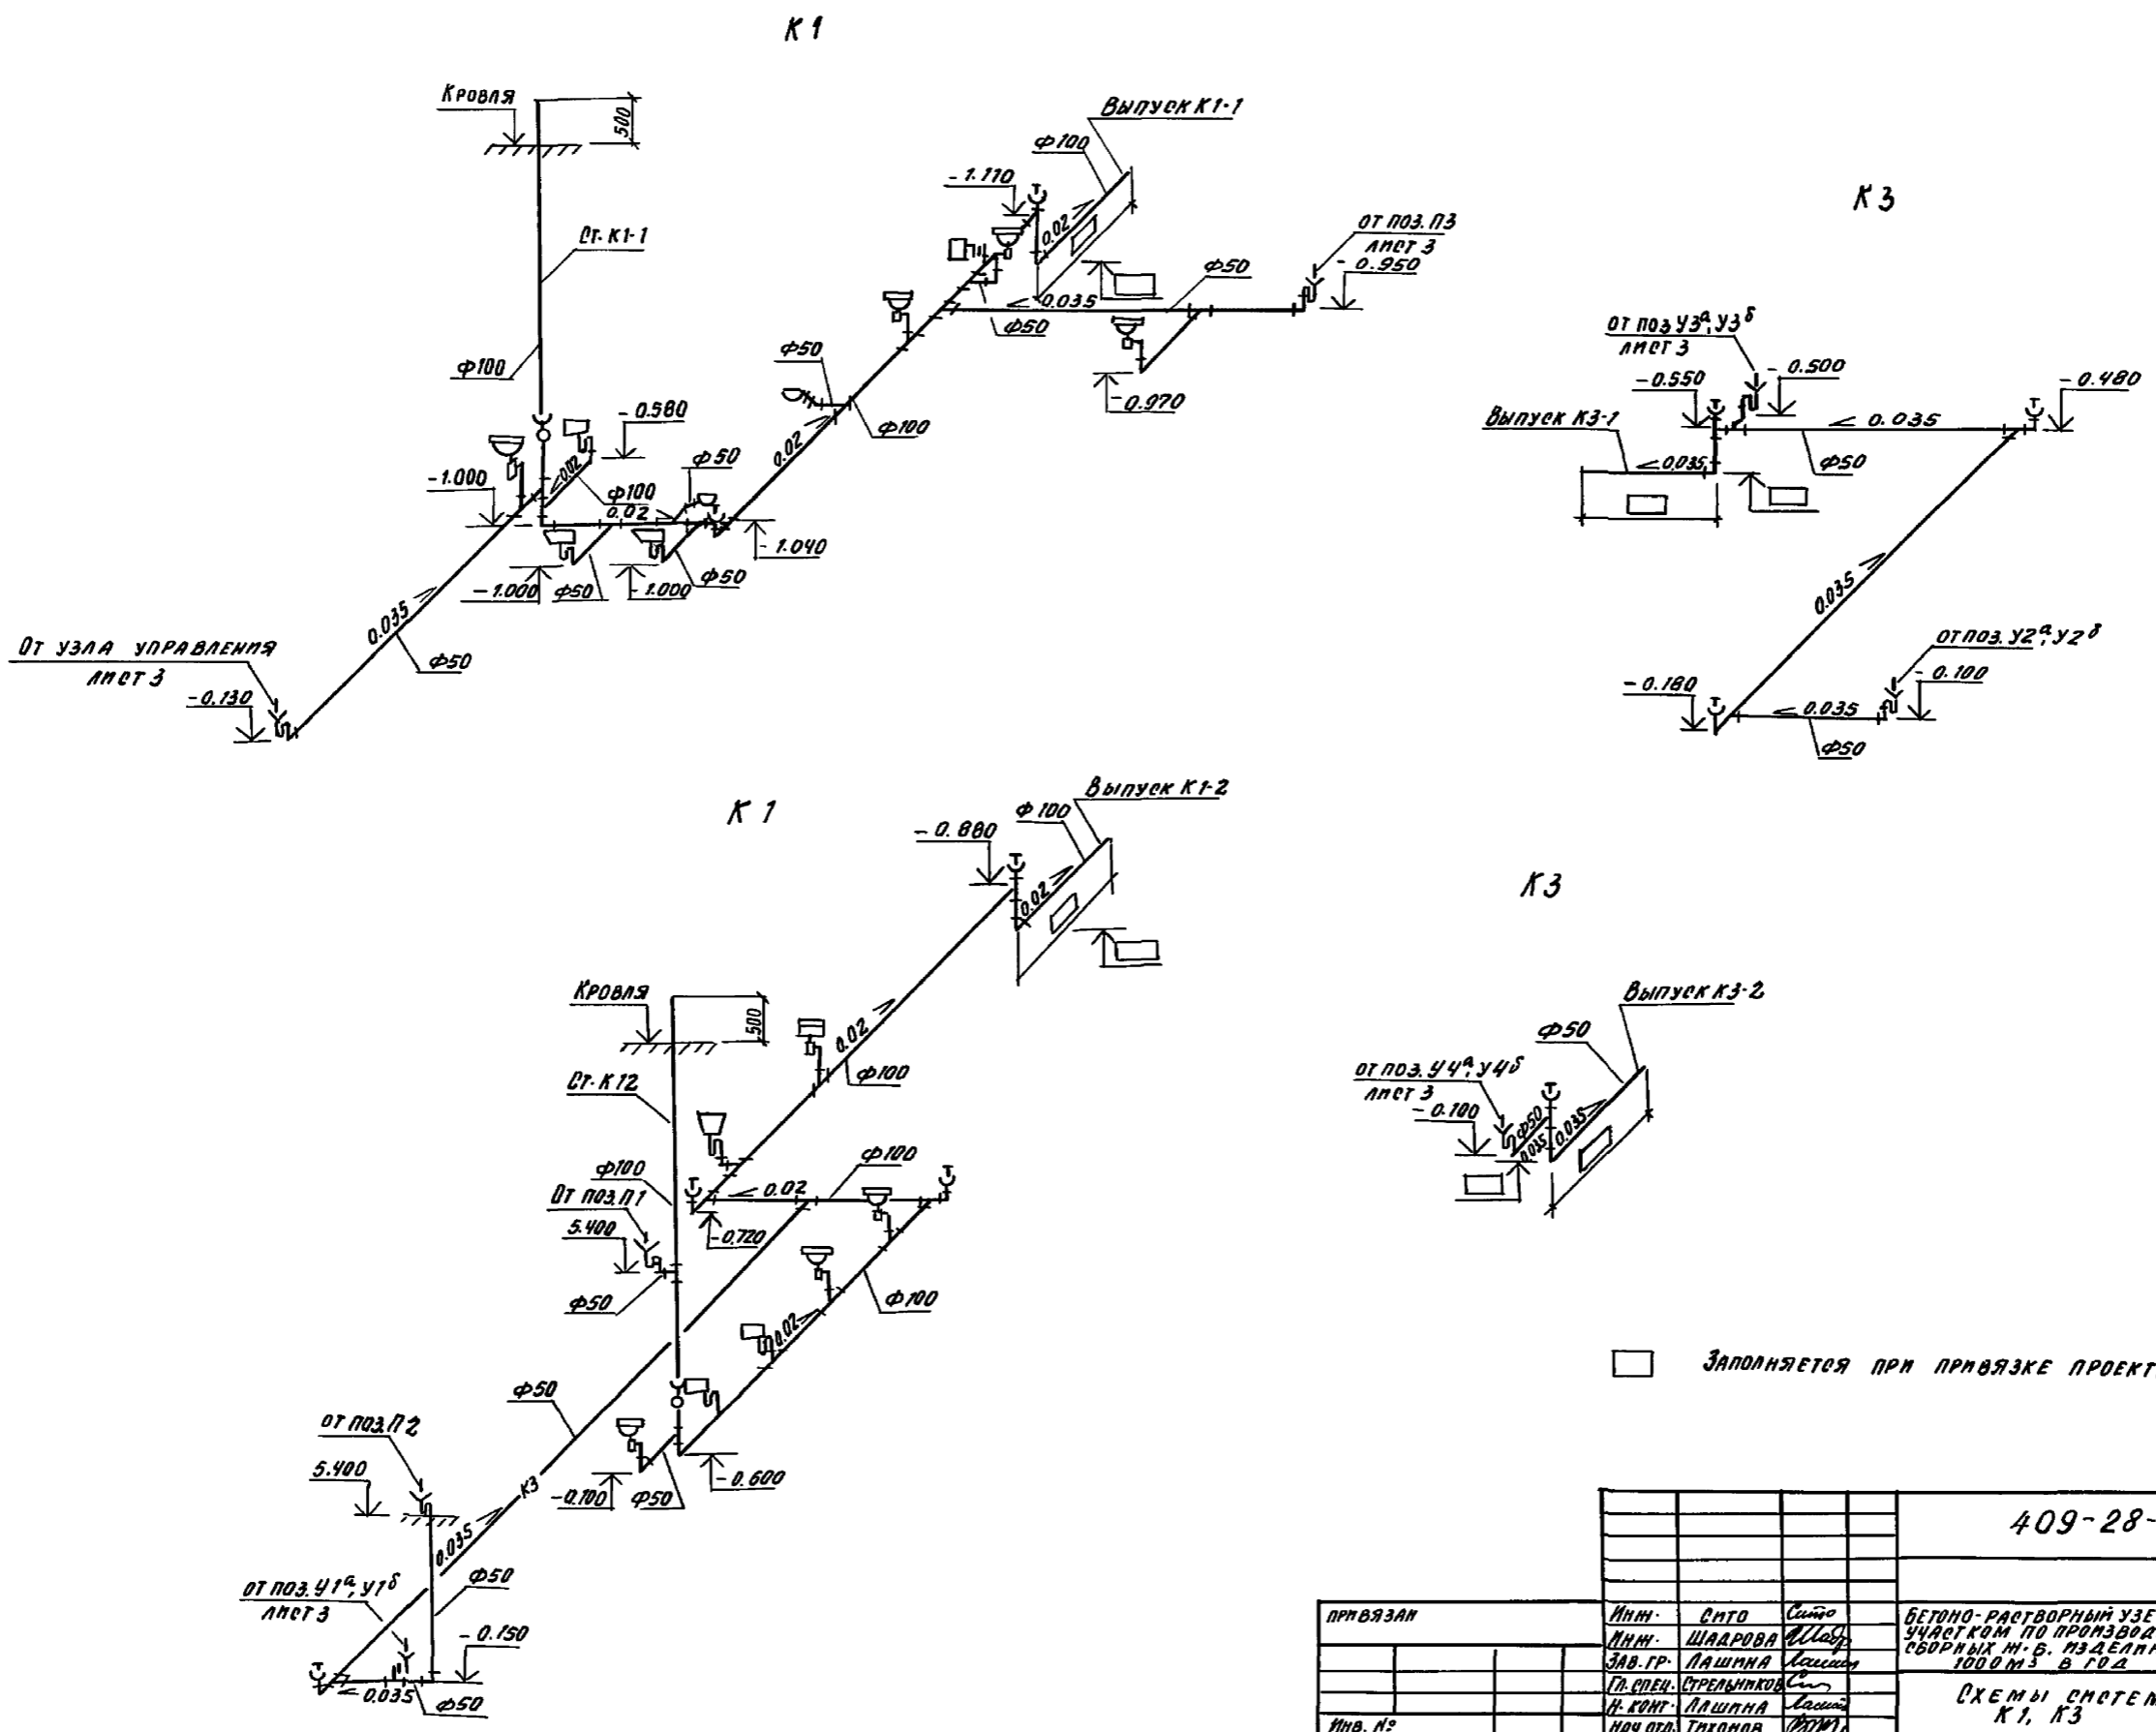 К 1
Кровля
500
Ст. К1-1
ф100
Выпуск К1-1
ф100
-1.110
0.02
от поз. П3
лист 3
-0.950
ф50
0.035
ф50
-0.970
ф50
ф100
0.02
-0.580
0.02
ф50
-1.000
ф100
0.02
-1.040
ф50
-1.000
ф50
-1.000
0.035
ф50
От узла управления
лист 3
-0.130
К 3
от поз У3а, У3б
лист 3
-0.550
-0.500
-0.480
Выпуск К3-1
0.035
0.035
ф50
0.035
от поз. У2а, У2б
-0.100
-0.180
0.035
ф50
К 1
Выпуск К1-2
ф 100
-0.880
0.02
Кровля
500
0.02
ф100
Ст. К12
ф100
ф100
0.02
От поз. П1
5.400
-0.720
ф50
ф100
0.02
ф50
от поз. П2
5.400
К3
-0.100
ф50
-0.600
0.035
ф50
от поз. У1а, У1б
лист 3
-0.150
0.035
ф50
К3
Выпуск К3-2
ф50
от поз. У4а, У4б
лист 3
-0.100
ф50
0.035
0.035
Заполняется при привязке проект
409-28-
Привязан
Инв. №
Инж. Сито
Инж. Шадрова
Зав. гр. Лашина
Гл. спец. Стрельников
Н. конт. Лашина
Нач отд. Тихонов
Бетоно-растворный узе
участком по производ
сборных ж.б. изделий
1000 м3 в год
Схемы систем
К 1, К3